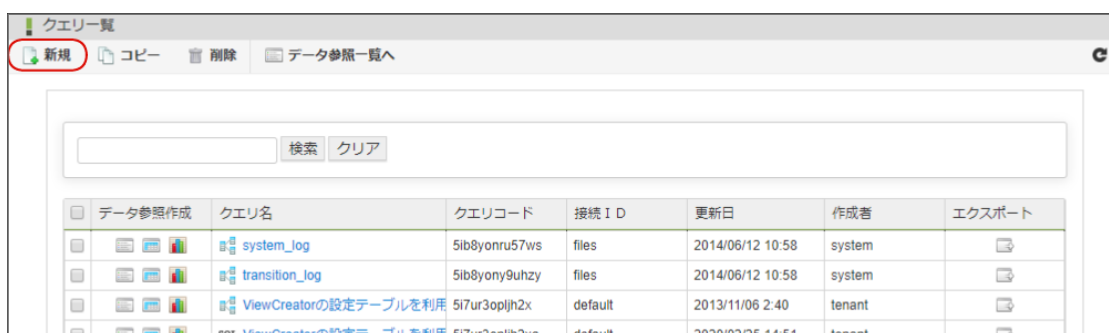 クエリ一覧
新規 コピー 削除 データ参照一覧へ
検索 クリア
データ参照作成 クエリ名 クエリコード 接続ＩＤ 更新日 作成者 エクスポート
system_log 5ib8yonru57ws files 2014/06/12 10:58 system
transition_log 5ib8yony9uhzy files 2014/06/12 10:58 system
ViewCreatorの設定テーブルを利用 5i7ur3opljh2x default 2013/11/06 2:40 tenant